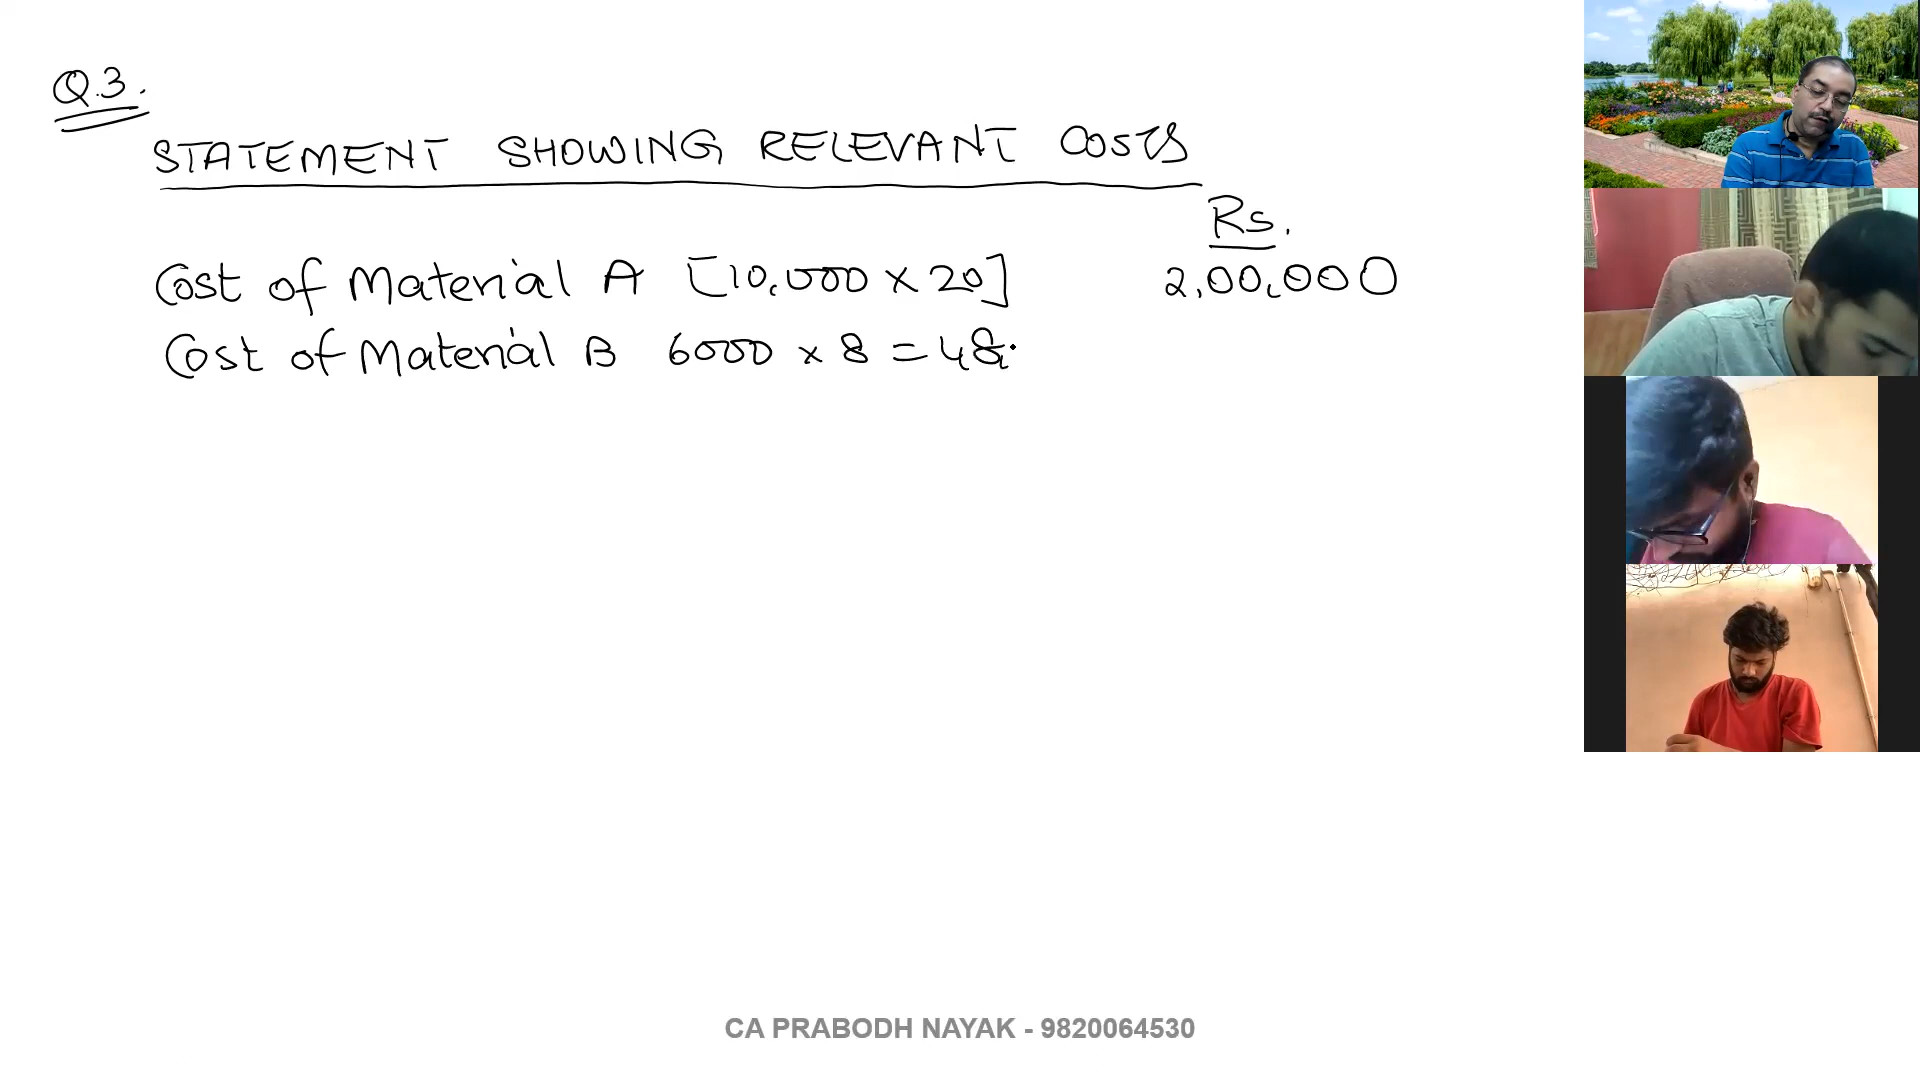 Q.3.
STATEMENT SHOWING RELEVANT COSTS
Rs.
Cost of Material A [10,000 × 20] 2,00,000
Cost of Material B 6000 × 8 = 48
CA PRABODH NAYAK - 9820064530